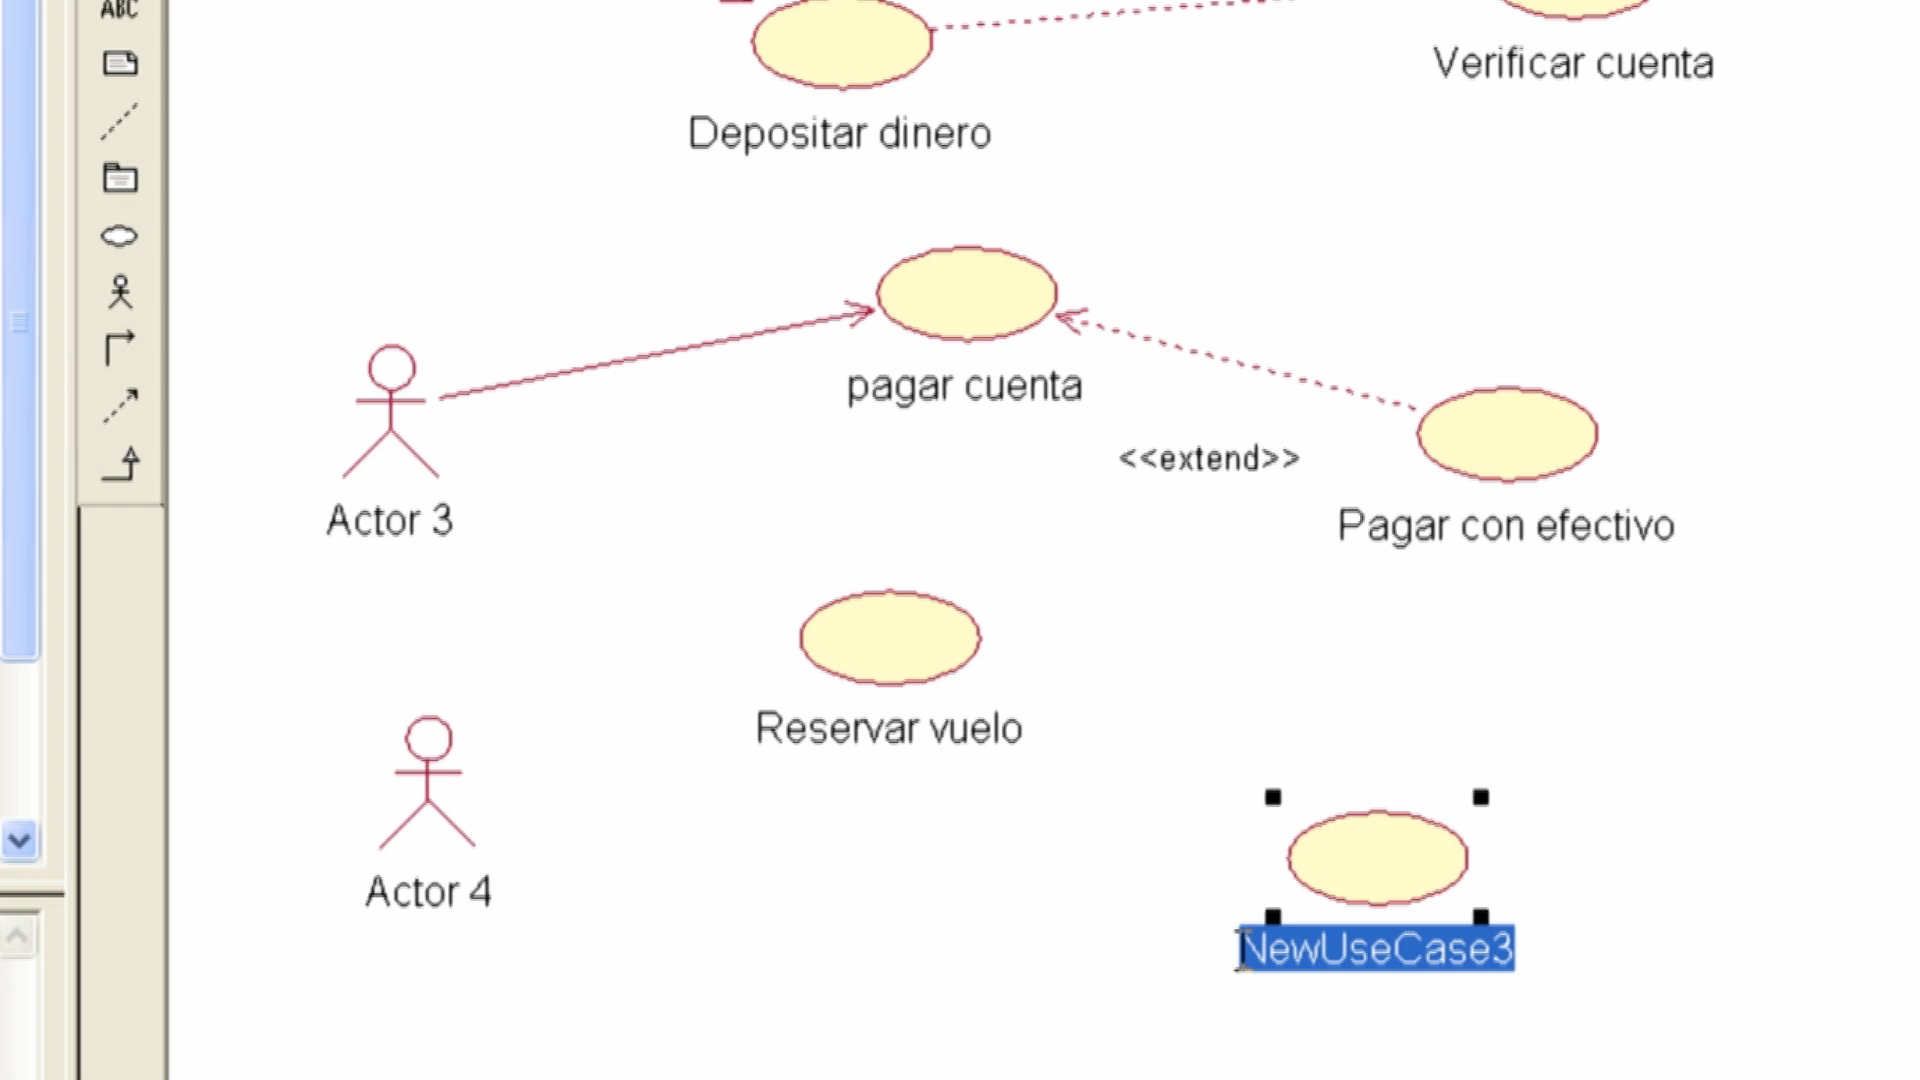 ABC
Verificar cuenta
Depositar dinero
pagar cuenta
<<extend>>
Actor 3
Pagar con efectivo
Reservar vuelo
Actor 4
NewUseCase3